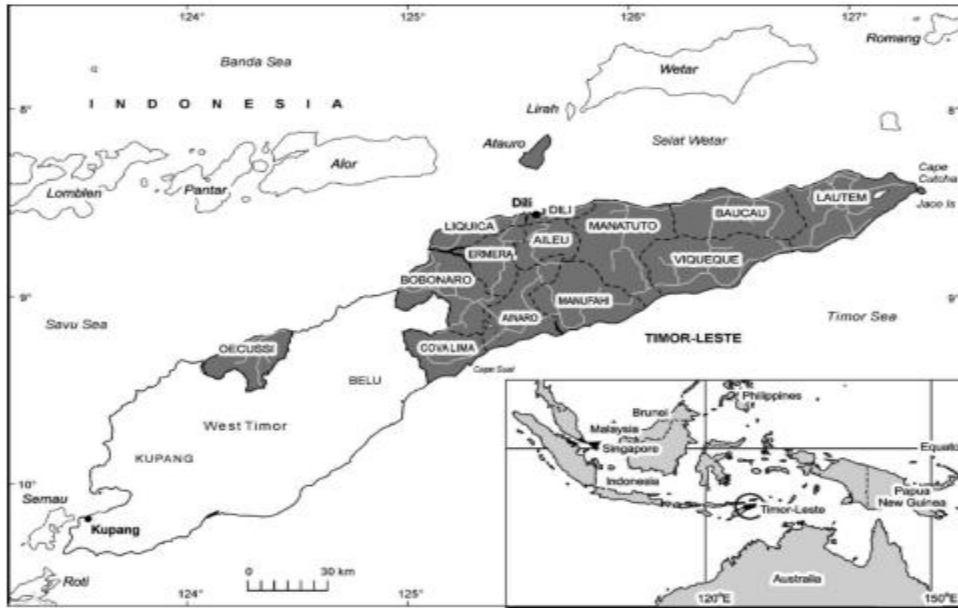 124°
125°
126°
127°
Romang
Banda Sea
Wetar
8°
I N D O N E S I A
Lirah
8°
Atauro
Selat Wetar
Alor
Pantar
Lomblen
Cape
Cutcha
Jaco Is
Dili
DILI
LAUTEM
BAUCAU
LIQUICA
MANATUTO
AILEU
ERMERA
VIQUEQUE
BOBONARO
MANUFAHI
9°
9°
AINARO
Savu Sea
Timor Sea
TIMOR-LESTE
OECUSSI
COVALIMA
Cape Suai
BELU
West Timor
KUPANG
10°
Semau
Kupang
Roti
0 30 km
124°
125°
Philippines
Brunei
Malaysia
Singapore
Equato
Indonesia
Papua
New Guinea
Timor-Leste
Australia
120°E
150°E